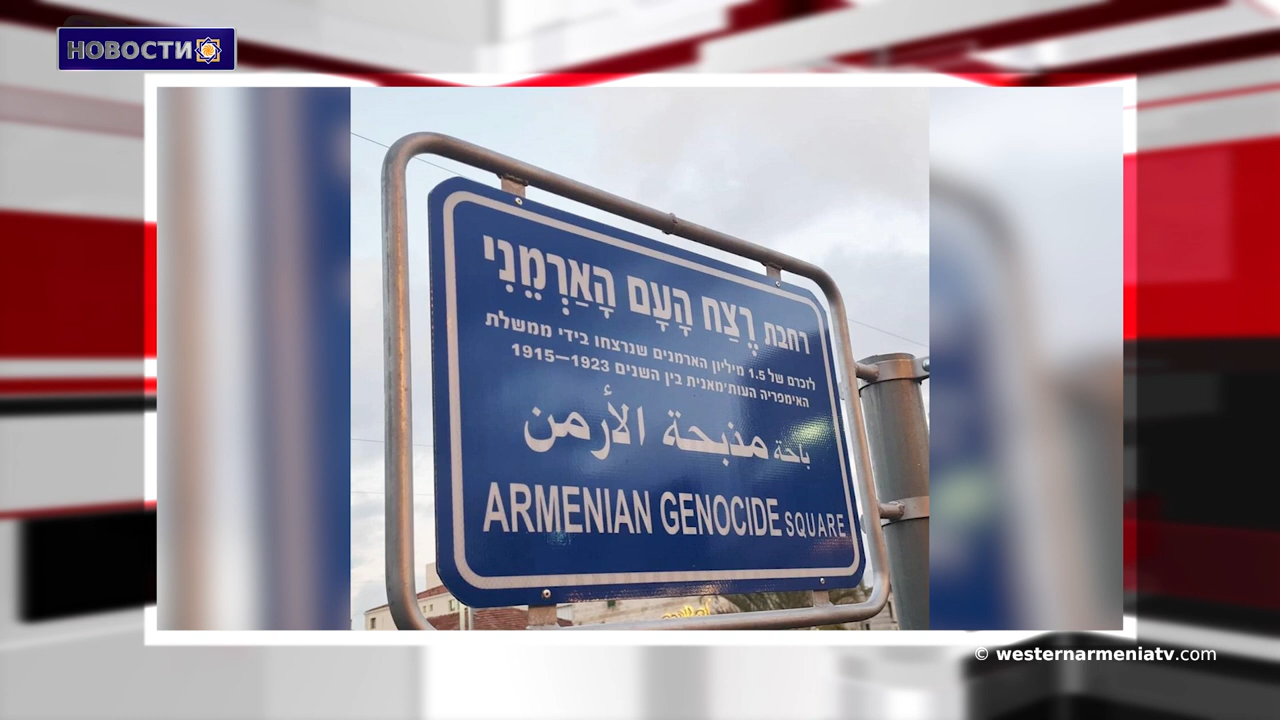 НОВОСТИ
רחבת רֶצַח הָעָם הָאַרְמֵנִי
לזכרם של 1.5 מיליון הארמנים שנרצחו בידי ממשלת
האימפריה העות'מאנית בין השנים 1915–1923
باحة مذبحة الأرمن
ARMENIAN GENOCIDE SQUARE
© westernarmeniatv.com